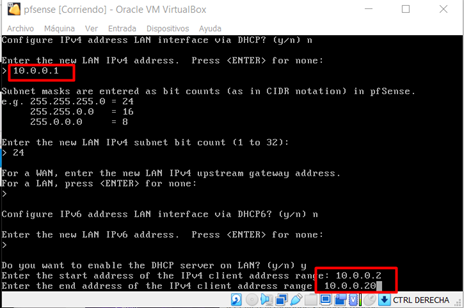 pfsense [Corriendo] - Oracle VM VirtualBox
Archivo Máquina Ver Entrada Dispositivos Ayuda
Configure IPv4 address LAN interface via DHCP? (y/n) n
Enter the new LAN IPv4 address. Press <ENTER> for none:
> 10.0.0.1
Subnet masks are entered as bit counts (as in CIDR notation) in pfSense.
e.g. 255.255.255.0 = 24
255.255.0.0 = 16
255.0.0.0 = 8
Enter the new LAN IPv4 subnet bit count (1 to 32):
> 24
For a WAN, enter the new LAN IPv4 upstream gateway address.
For a LAN, press <ENTER> for none:
>
Configure IPv6 address LAN interface via DHCP6? (y/n) n
Enter the new LAN IPv6 address. Press <ENTER> for none:
>
Do you want to enable the DHCP server on LAN? (y/n) y
Enter the start address of the IPv4 client address range: 10.0.0.2
Enter the end address of the IPv4 client address range 10.0.0.20
CTRL DERECHA